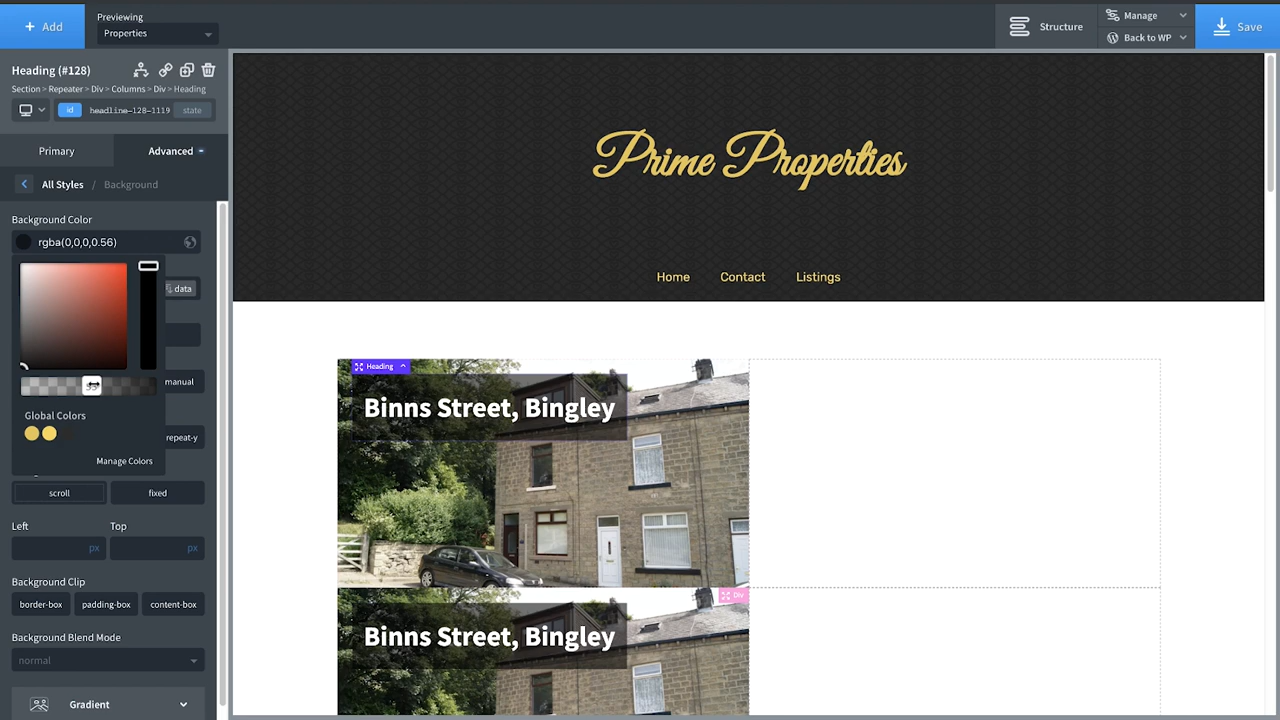 + Add
Previewing
Properties
Structure
Manage
Back to WP
Save
Heading (#128)
Section > Repeater > Div > Columns > Div > Heading
id headline-128-1119 state
Primary
Advanced
All Styles / Background
Background Color
rgba(0,0,0,0.56)
data
manual
Global Colors
repeat-y
Manage Colors
scroll
fixed
Left
Top
px
px
Background Clip
border-box
padding-box
content-box
Background Blend Mode
normal
Gradient
Prime Properties
Home
Contact
Listings
Heading
Binns Street, Bingley
Div
Binns Street, Bingley